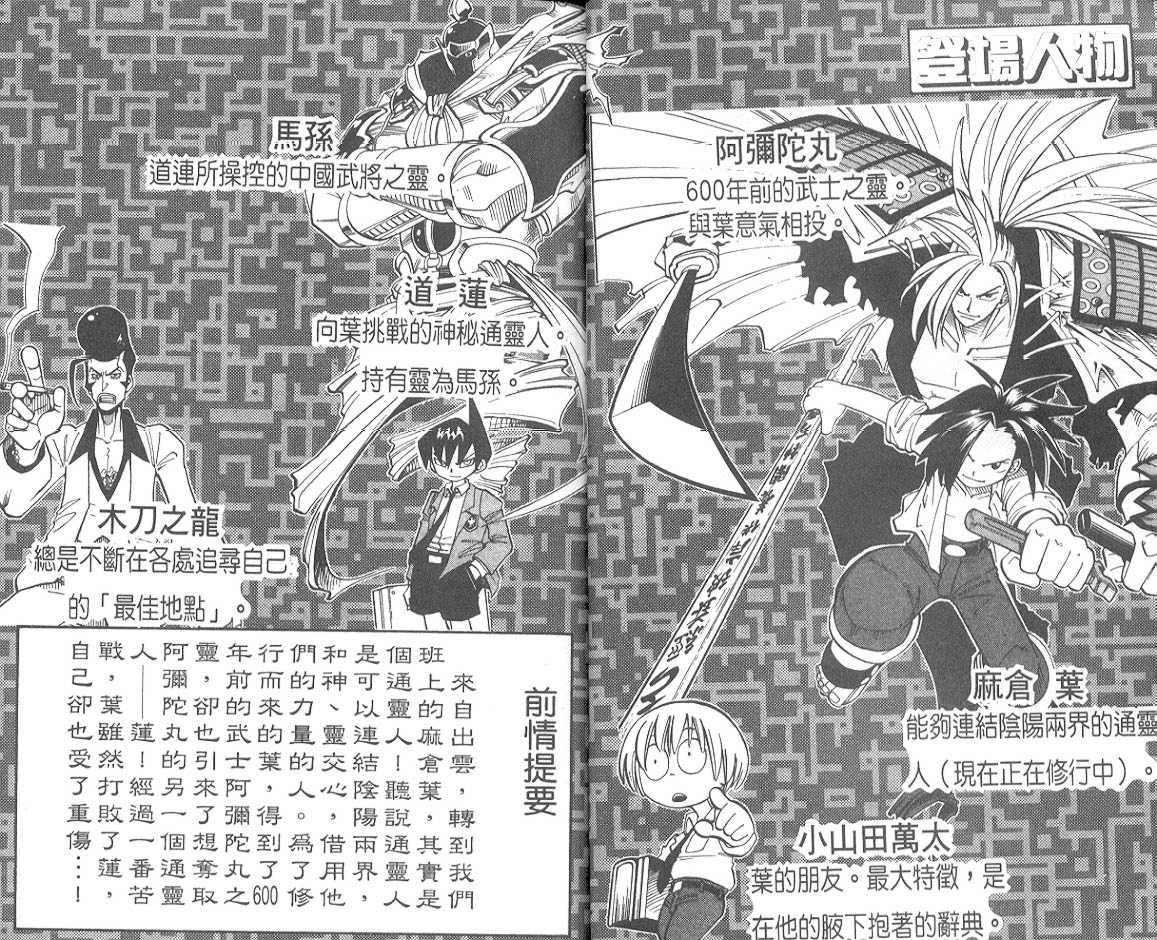 登場人物
阿彌陀丸
600年前的武士之靈。
與葉意氣相投。
麻倉 葉
能夠連結陰陽兩界的通靈
人（現在正在修行中）。
小山田萬太
葉的朋友。最大特徵，是
在他的腋下抱著的辭典。
馬孫
道連所操控的中國武將之靈。
道 蓮
向葉挑戰的神秘通靈人。
持有靈為馬孫。
木刀之龍
總是不斷在各處追尋自己
的「最佳地點」。
前情提要
來自出雲，轉到我們
班上的麻倉葉，其實是
個通靈人！聽說通靈人
是可以連結陰陽兩界，
和神、靈交心，借用他
們的力量的人。爲了修
行而來的葉，得到了600
年前的武士阿彌陀丸之
靈，卻也引來了想奪取
阿彌陀丸的另一個通靈
人——蓮！經過一番苦
戰，葉雖然打敗了蓮，
自己卻也受了重傷…！